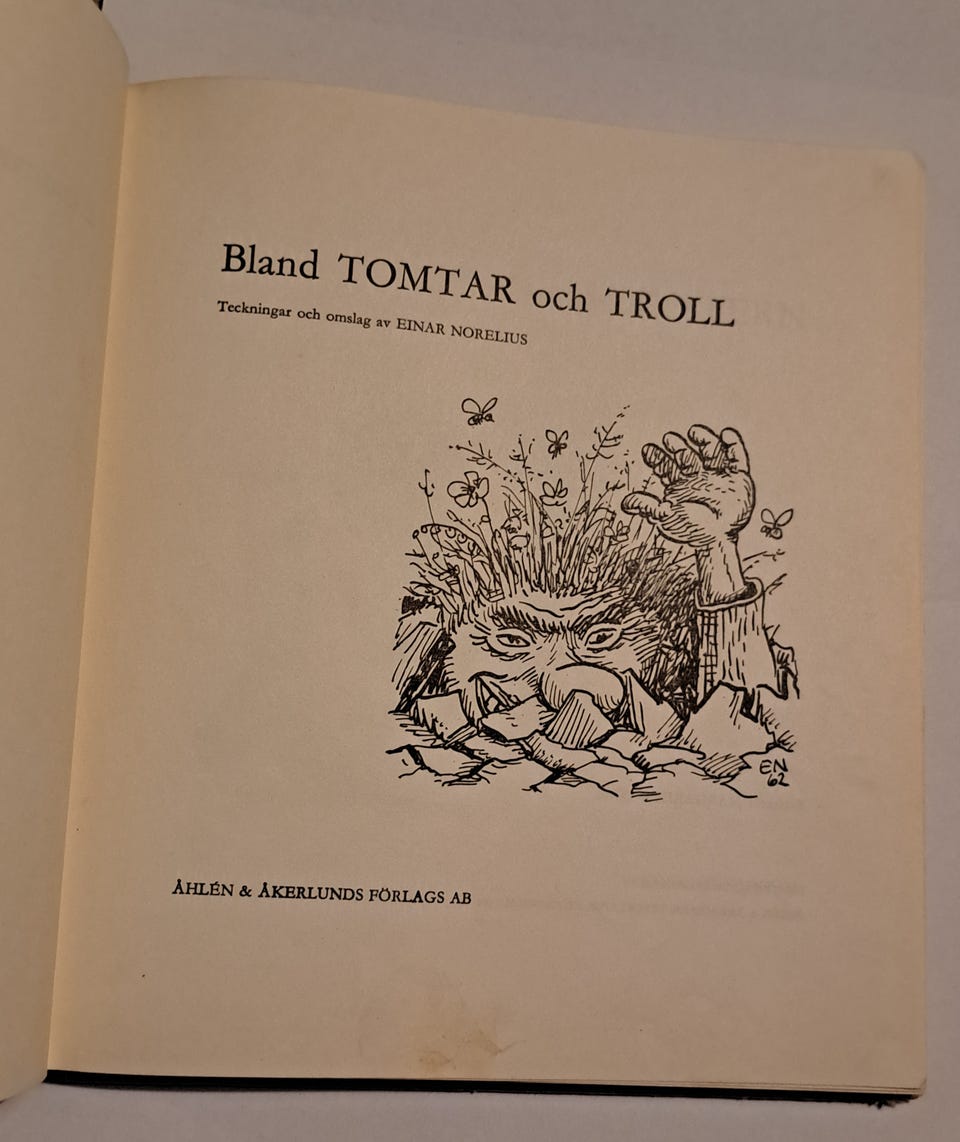 Bland TOMTAR och TROLL
Teckningar och omslag av EINAR NORELIUS
EN
62
ÅHLÉN & ÅKERLUNDS FÖRLAGS AB